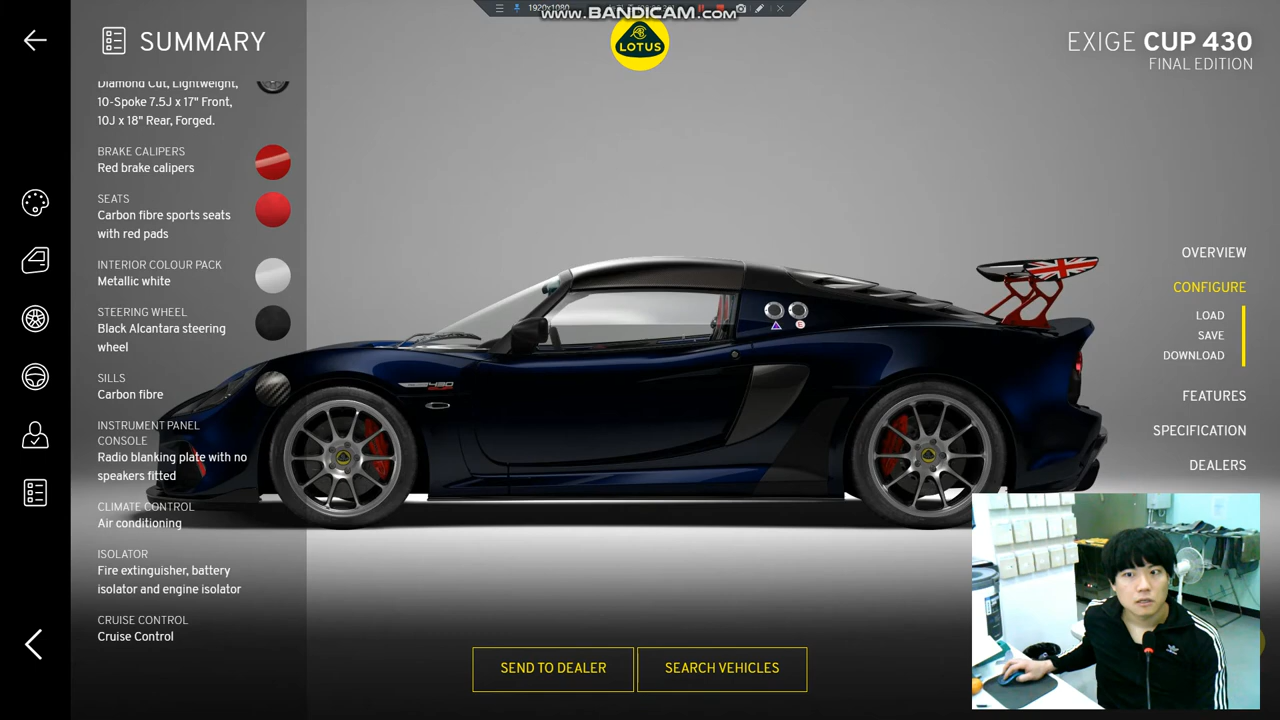 1920x1080
www.BANDICAM.com
SUMMARY
LOTUS
EXIGE CUP 430
FINAL EDITION
Diamond Cut, Lightweight,
10-Spoke 7.5J x 17" Front,
10J x 18" Rear, Forged.
BRAKE CALIPERS
Red brake calipers
SEATS
Carbon fibre sports seats
with red pads
INTERIOR COLOUR PACK
Metallic white
STEERING WHEEL
Black Alcantara steering
wheel
SILLS
Carbon fibre
INSTRUMENT PANEL
CONSOLE
Radio blanking plate with no
speakers fitted
CLIMATE CONTROL
Air conditioning
ISOLATOR
Fire extinguisher, battery
isolator and engine isolator
CRUISE CONTROL
Cruise Control
430
E
OVERVIEW
CONFIGURE
LOAD
SAVE
DOWNLOAD
FEATURES
SPECIFICATION
DEALERS
SEND TO DEALER
SEARCH VEHICLES